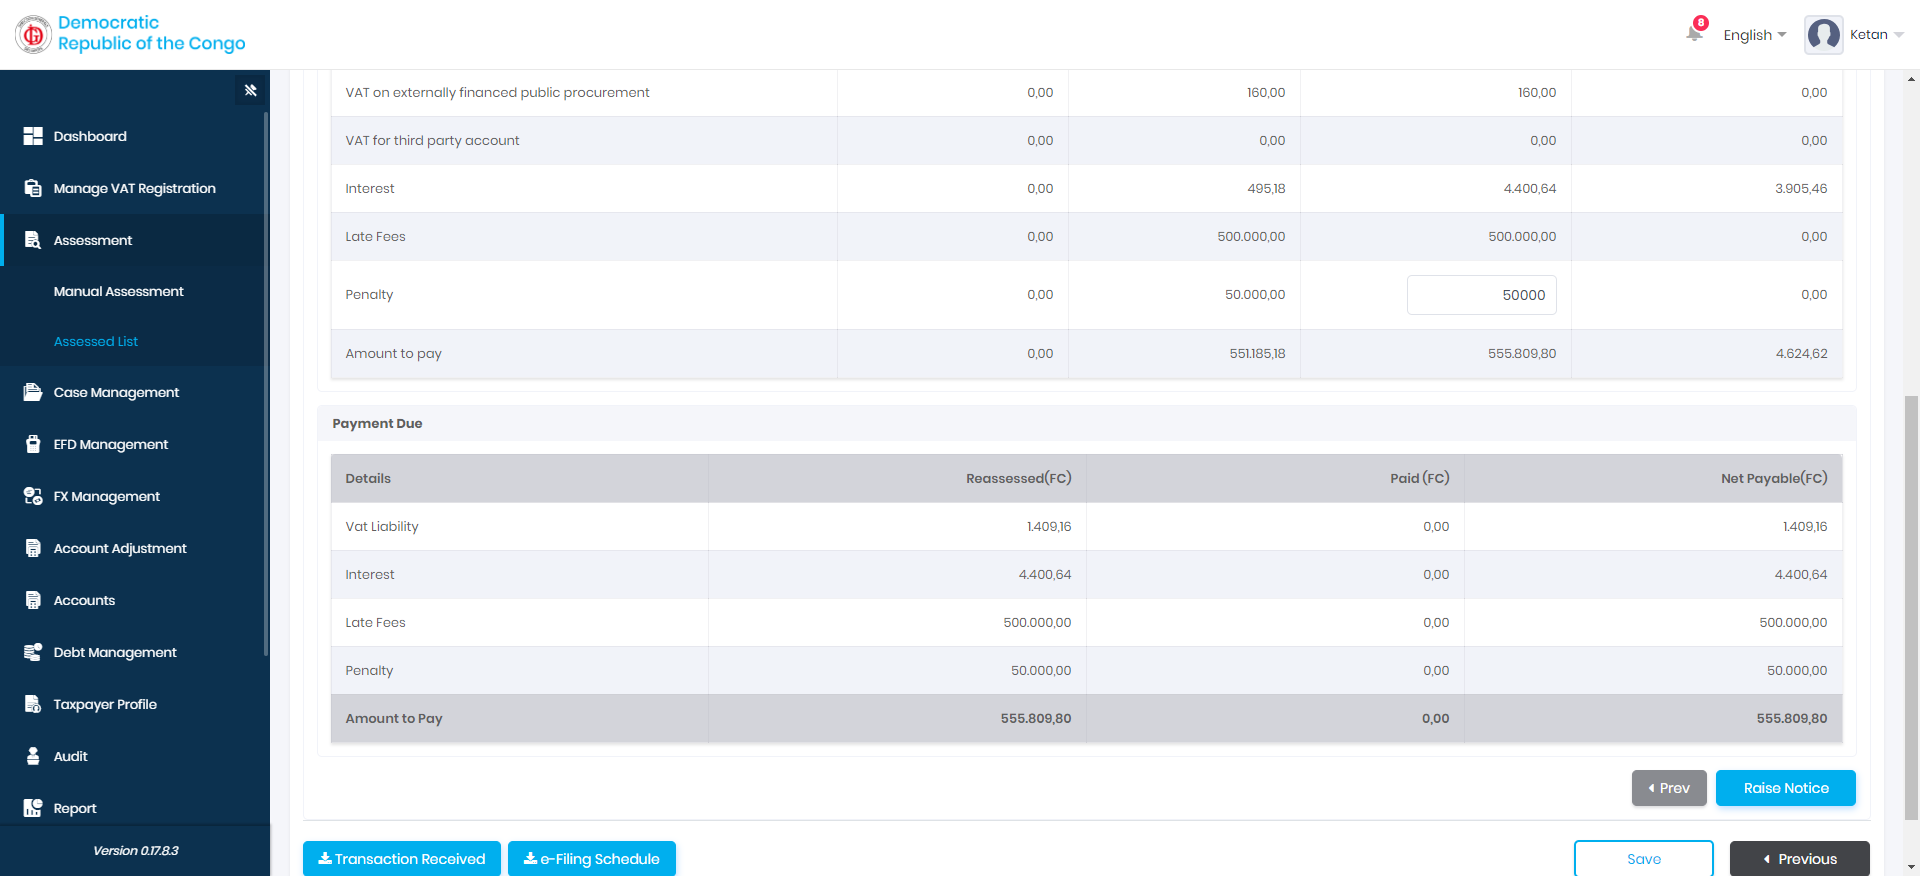 Democratic
Republic of the Congo
8
English
Ketan
Dashboard
Manage VAT Registration
Assessment
Manual Assessment
Assessed List
Case Management
EFD Management
FX Management
Account Adjustment
Accounts
Debt Management
Taxpayer Profile
Audit
Report
Version 0.17.8.3
VAT on externally financed public procurement 0,00 160,00 160,00 0,00
VAT for third party account 0,00 0,00 0,00 0,00
Interest 0,00 495,18 4.400,64 3.905,46
Late Fees 0,00 500.000,00 500.000,00 0,00
Penalty 0,00 50.000,00 50000 0,00
Amount to pay 0,00 551.185,18 555.809,80 4.624,62
Payment Due
Details Reassessed(FC) Paid (FC) Net Payable(FC)
Vat Liability 1.409,16 0,00 1.409,16
Interest 4.400,64 0,00 4.400,64
Late Fees 500.000,00 0,00 500.000,00
Penalty 50.000,00 0,00 50.000,00
Amount to Pay 555.809,80 0,00 555.809,80
Prev Raise Notice
Transaction Received e-Filing Schedule Save Previous